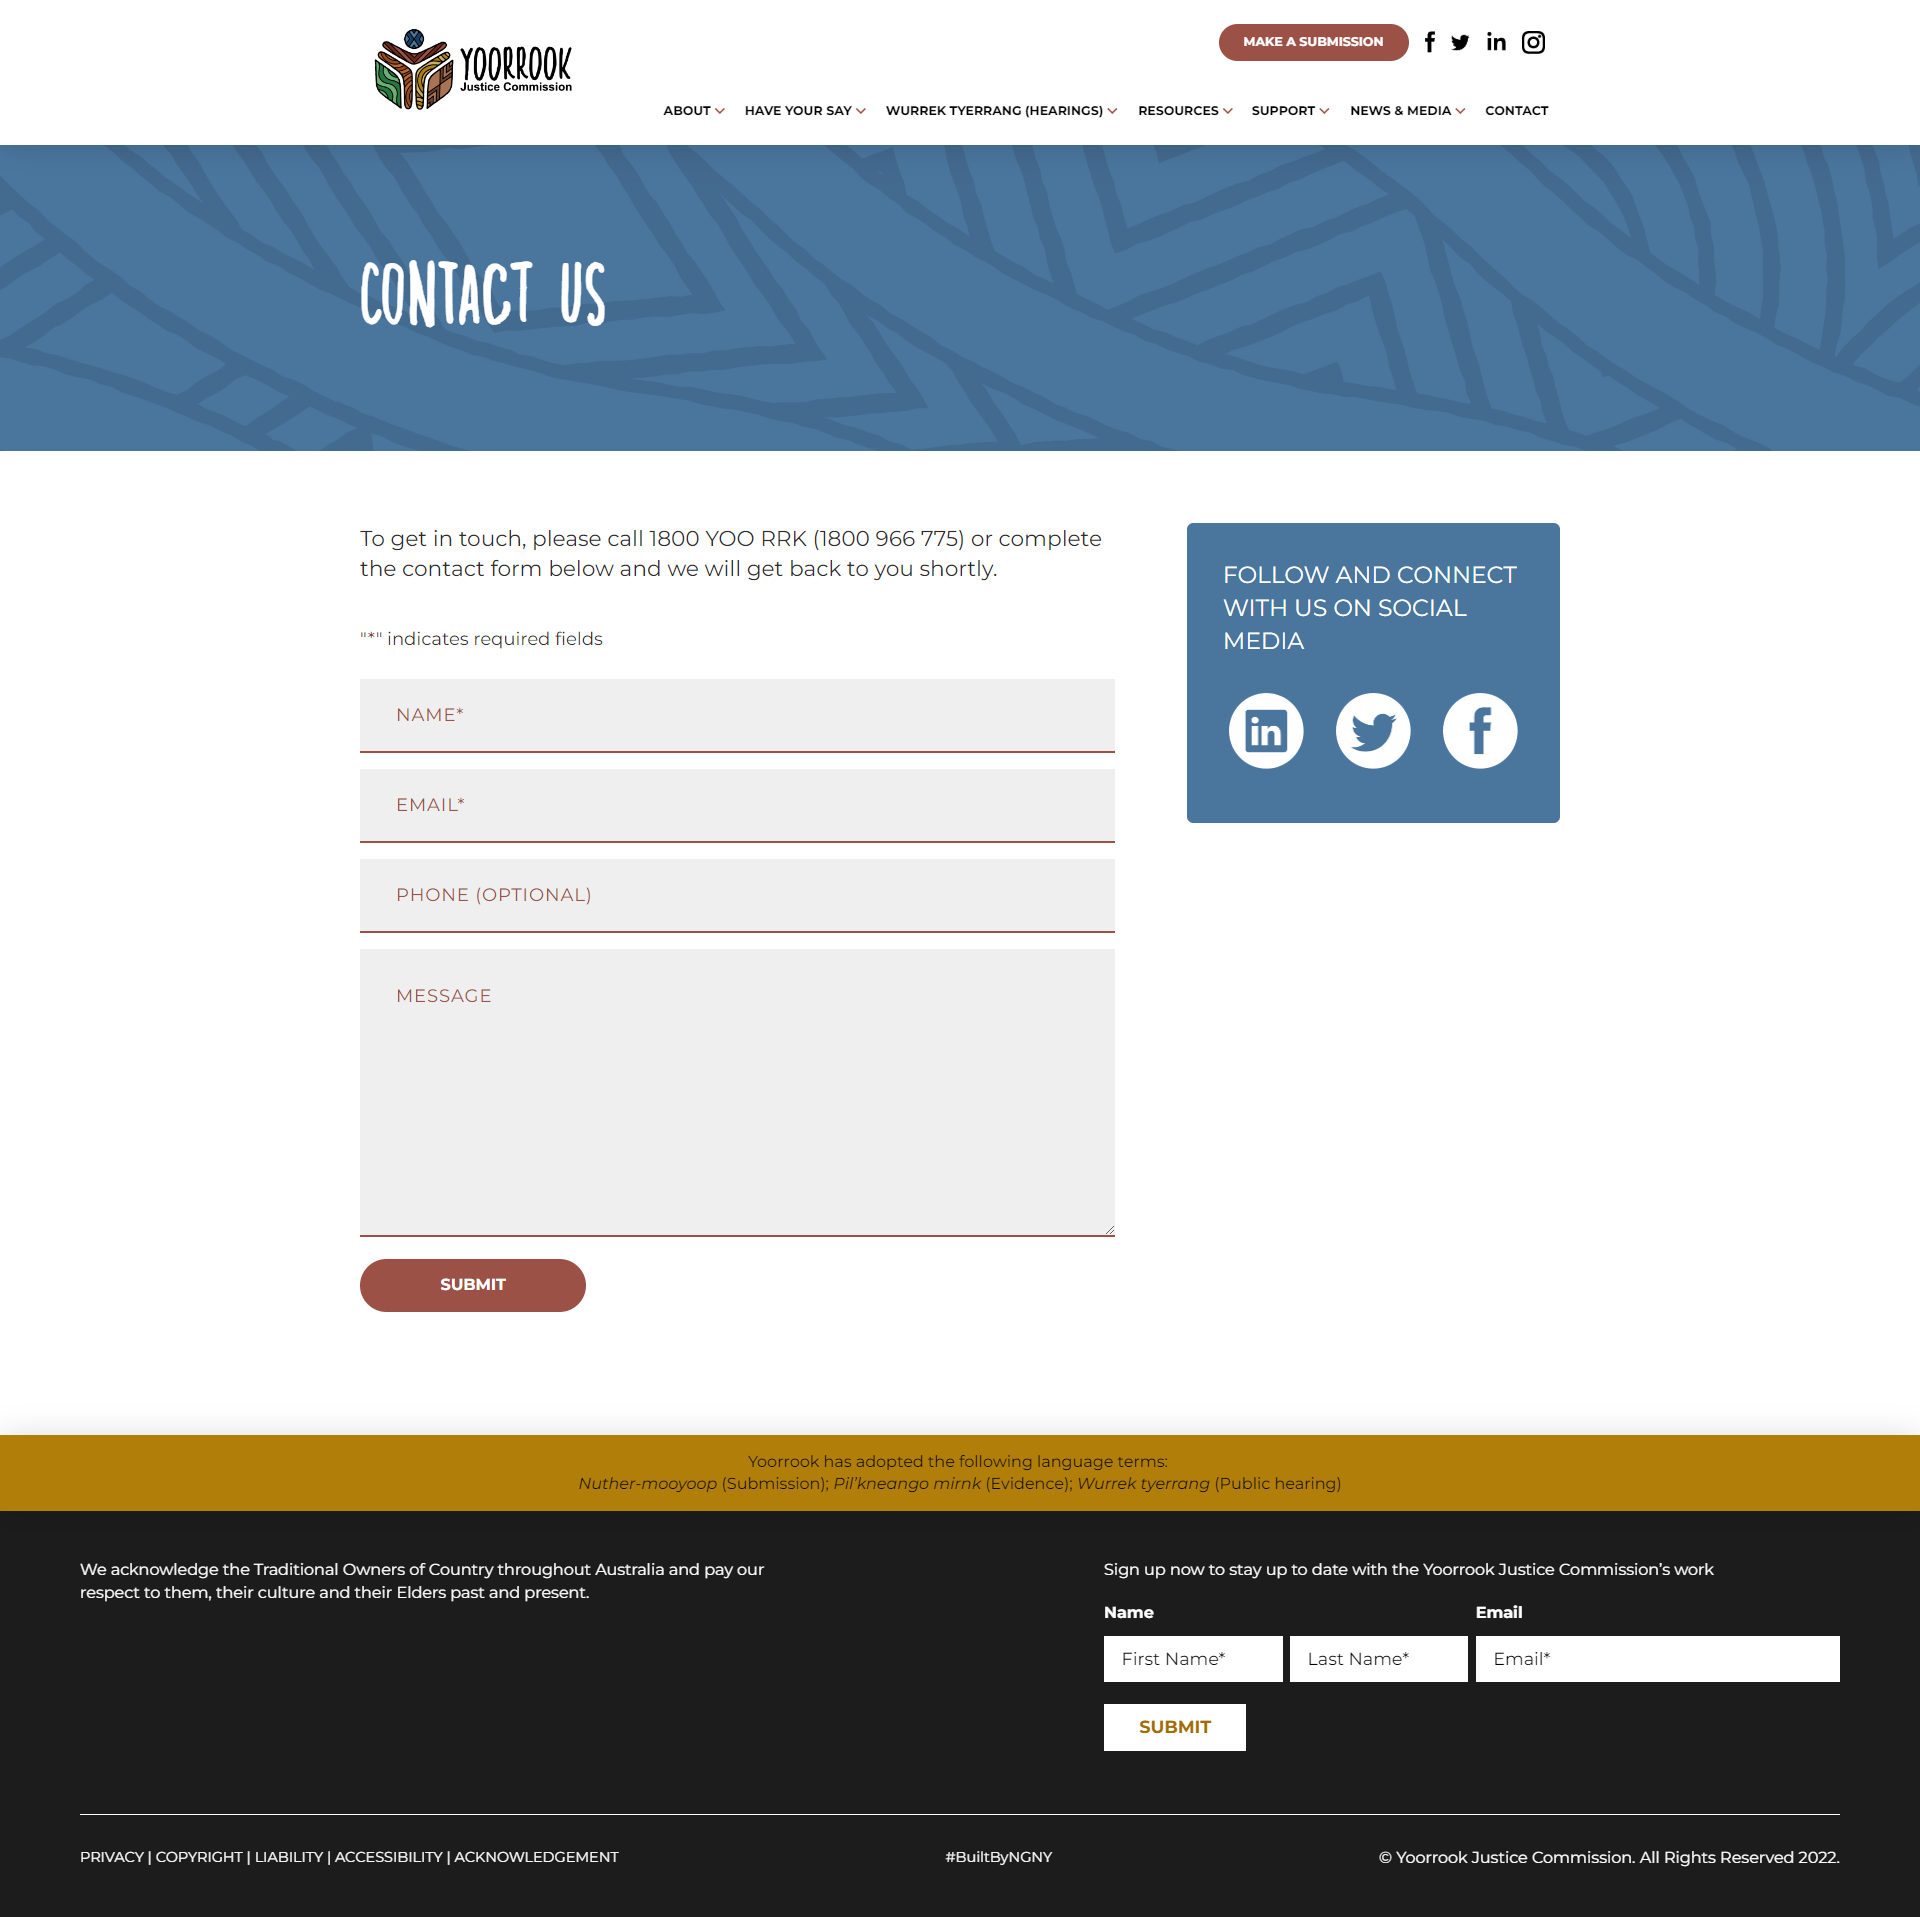 YOORROOK
Justice Commission
MAKE A SUBMISSION
ABOUT HAVE YOUR SAY WURREK TYERRANG (HEARINGS) RESOURCES SUPPORT NEWS & MEDIA CONTACT
CONTACT US
To get in touch, please call 1800 YOO RRK (1800 966 775) or complete
the contact form below and we will get back to you shortly.
"*" indicates required fields
NAME*
EMAIL*
PHONE (OPTIONAL)
MESSAGE
SUBMIT
FOLLOW AND CONNECT
WITH US ON SOCIAL
MEDIA
Yoorrook has adopted the following language terms:
Nuther-mooyoop (Submission); Pil’kneango mirnk (Evidence); Wurrek tyerrang (Public hearing)
We acknowledge the Traditional Owners of Country throughout Australia and pay our
respect to them, their culture and their Elders past and present.
Sign up now to stay up to date with the Yoorrook Justice Commission’s work
Name Email
First Name* Last Name* Email*
SUBMIT
PRIVACY | COPYRIGHT | LIABILITY | ACCESSIBILITY | ACKNOWLEDGEMENT
#BuiltByNGNY
© Yoorrook Justice Commission. All Rights Reserved 2022.